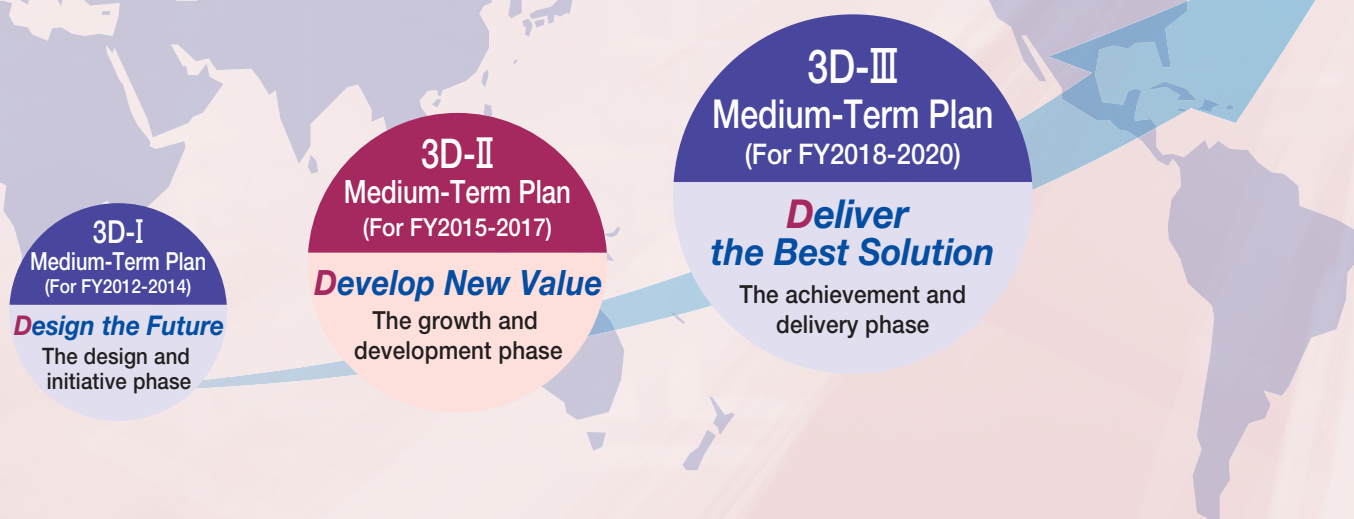 3D-Ⅰ
Medium-Term Plan
(For FY2012-2014)
Design the Future
The design and
initiative phase
3D-Ⅱ
Medium-Term Plan
(For FY2015-2017)
Develop New Value
The growth and
development phase
3D-Ⅲ
Medium-Term Plan
(For FY2018-2020)
Deliver
the Best Solution
The achievement and
delivery phase